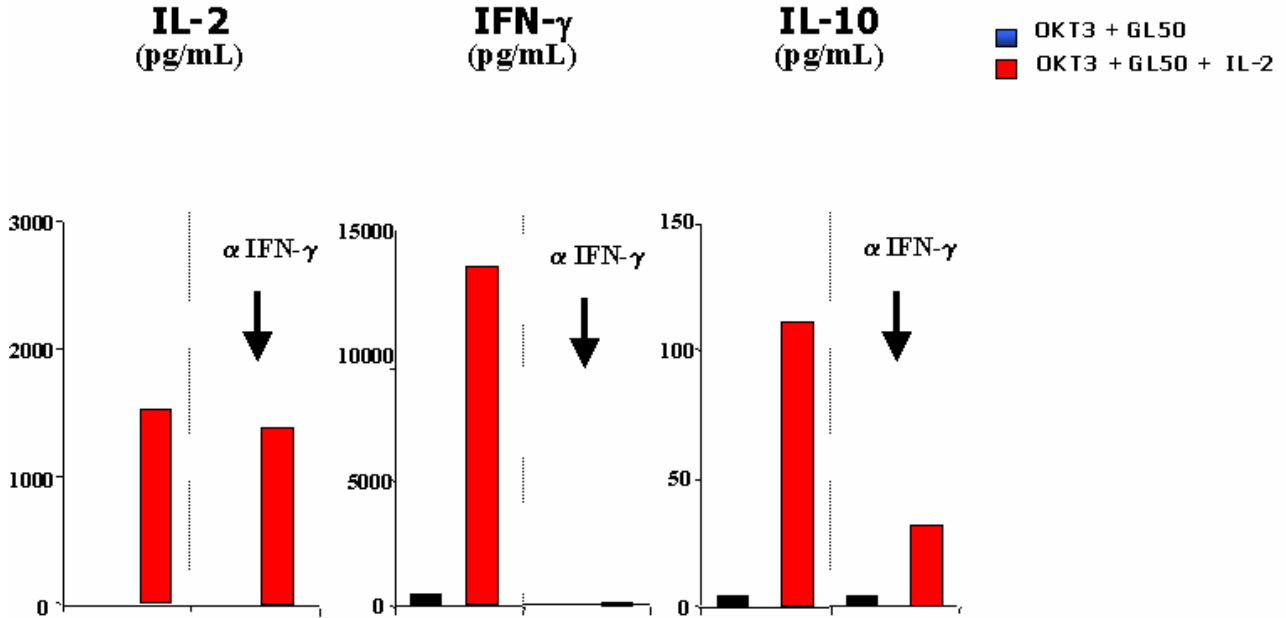 IL-2
(pg/mL)
IFN-γ
(pg/mL)
IL-10
(pg/mL)
OKT3 + GL50
OKT3 + GL50 + IL-2
3000
2000
1000
0
α IFN-γ
15000
10000
5000
0
α IFN-γ
150
100
50
0
α IFN-γ